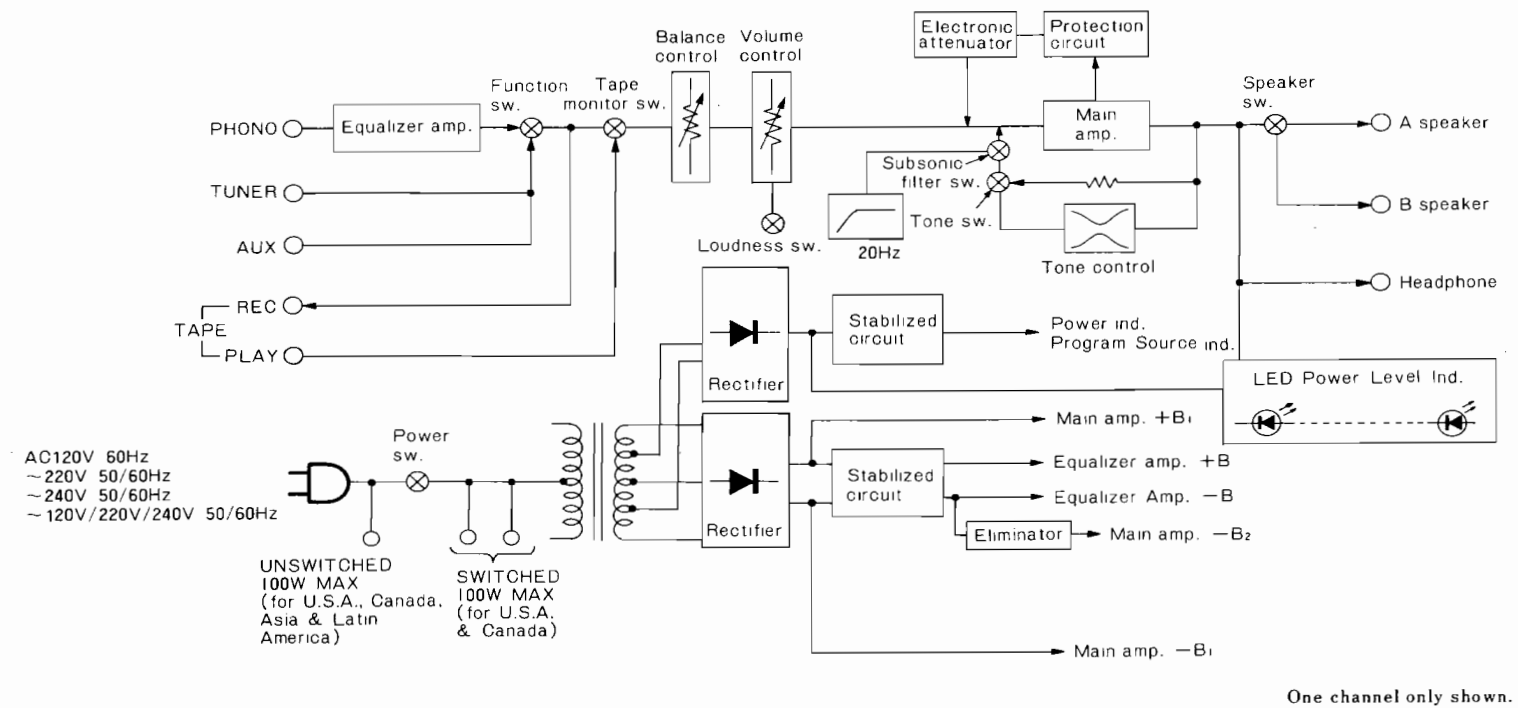 Electronic
attenuator
Protection
circuit
Balance
control
Volume
control
Function
sw.
Tape
monitor sw.
Speaker
sw.
PHONO
Equalizer amp.
Main
amp.
A speaker
Subsonic
filter sw.
TUNER
Tone sw.
B speaker
AUX
Loudness sw.
20Hz
Tone control
Headphone
REC
TAPE
PLAY
Stabilized
circuit
Power ind.
Program Source ind.
Rectifier
LED Power Level Ind.
Main amp. +B1
Power
sw.
AC120V 60Hz
~220V 50/60Hz
~240V 50/60Hz
~120V/220V/240V 50/60Hz
Stabilized
circuit
Equalizer amp. +B
Equalizer Amp. -B
Rectifier
Eliminator
Main amp. -B2
UNSWITCHED
100W MAX
(for U.S.A., Canada,
Asia & Latin
America)
SWITCHED
100W MAX
(for U.S.A.
& Canada)
Main amp. -B1
One channel only shown.